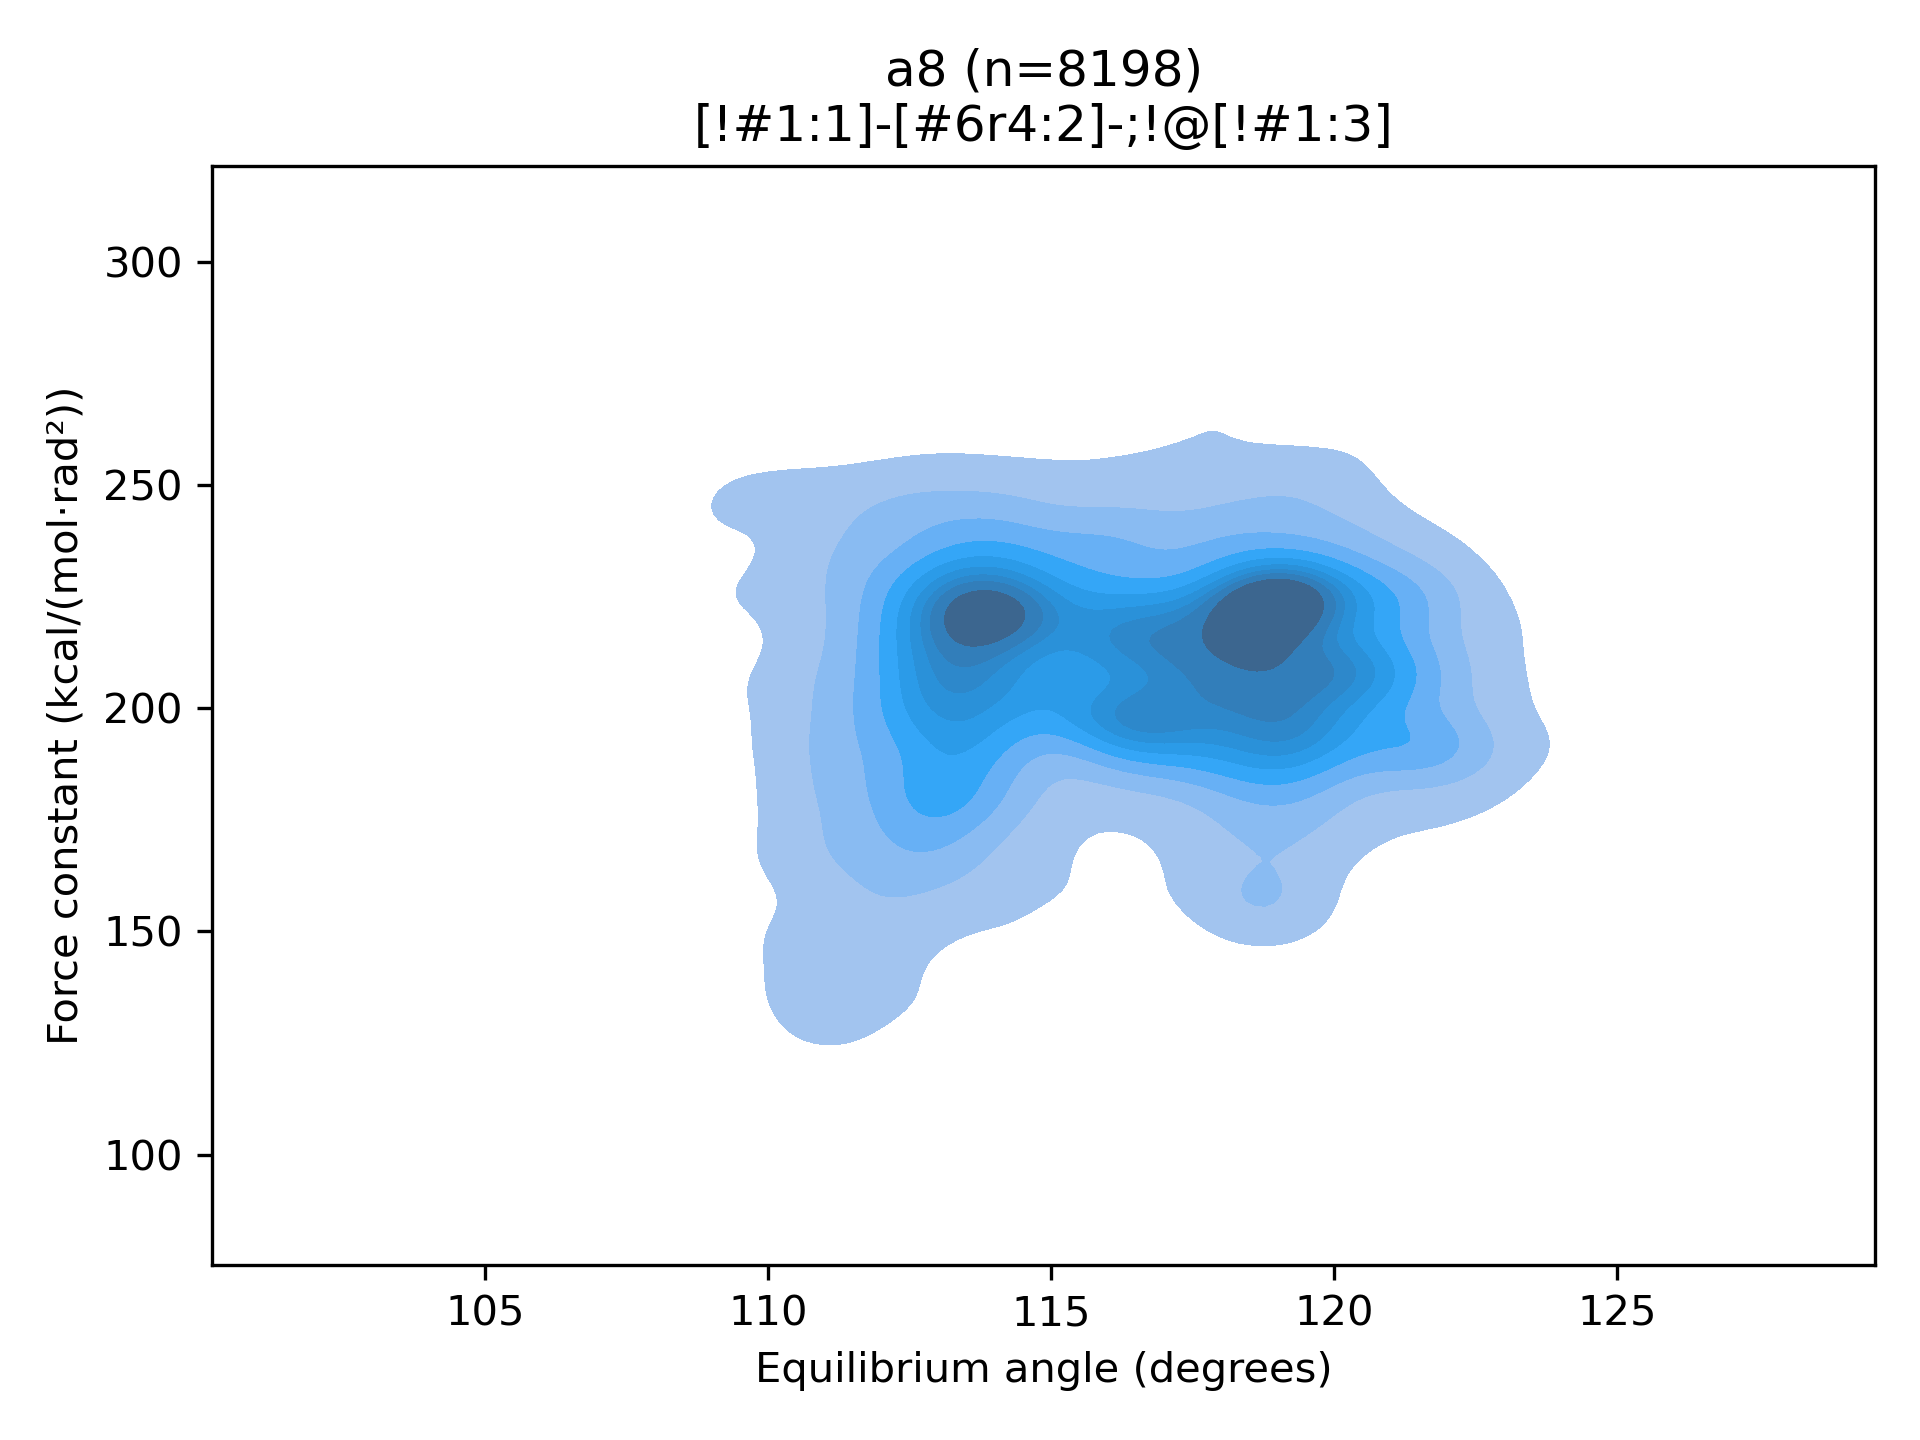 a8 (n=8198)
[!#1:1]-[#6r4:2]-;!@[!#1:3]
300
250
200
150
100
Force constant (kcal/(mol·rad²))
105 110 115 120 125
Equilibrium angle (degrees)